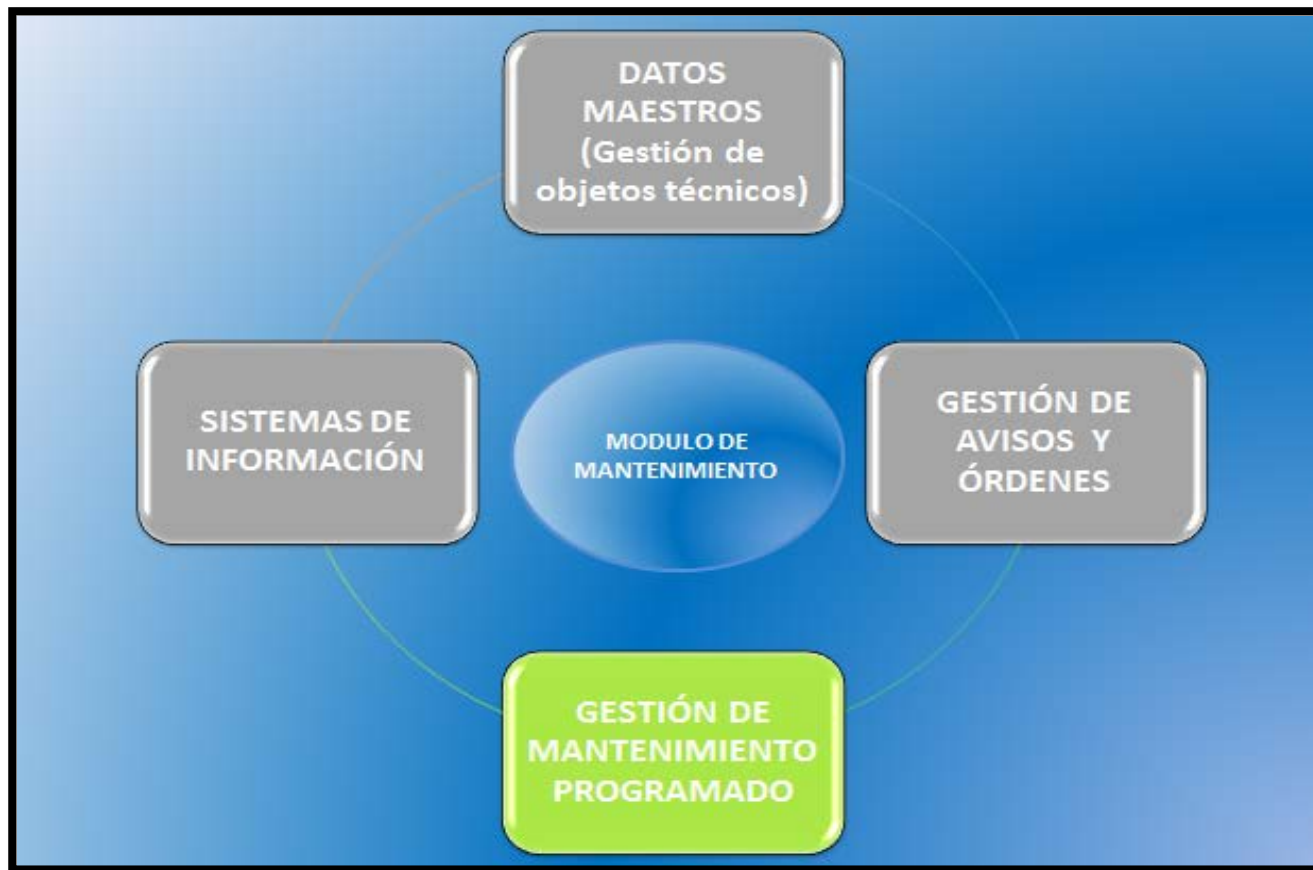 DATOS
MAESTROS
(Gestión de
objetos técnicos)
SISTEMAS DE
INFORMACIÓN
MODULO DE
MANTENIMIENTO
GESTIÓN DE
AVISOS Y
ÓRDENES
GESTIÓN DE
MANTENIMIENTO
PROGRAMADO